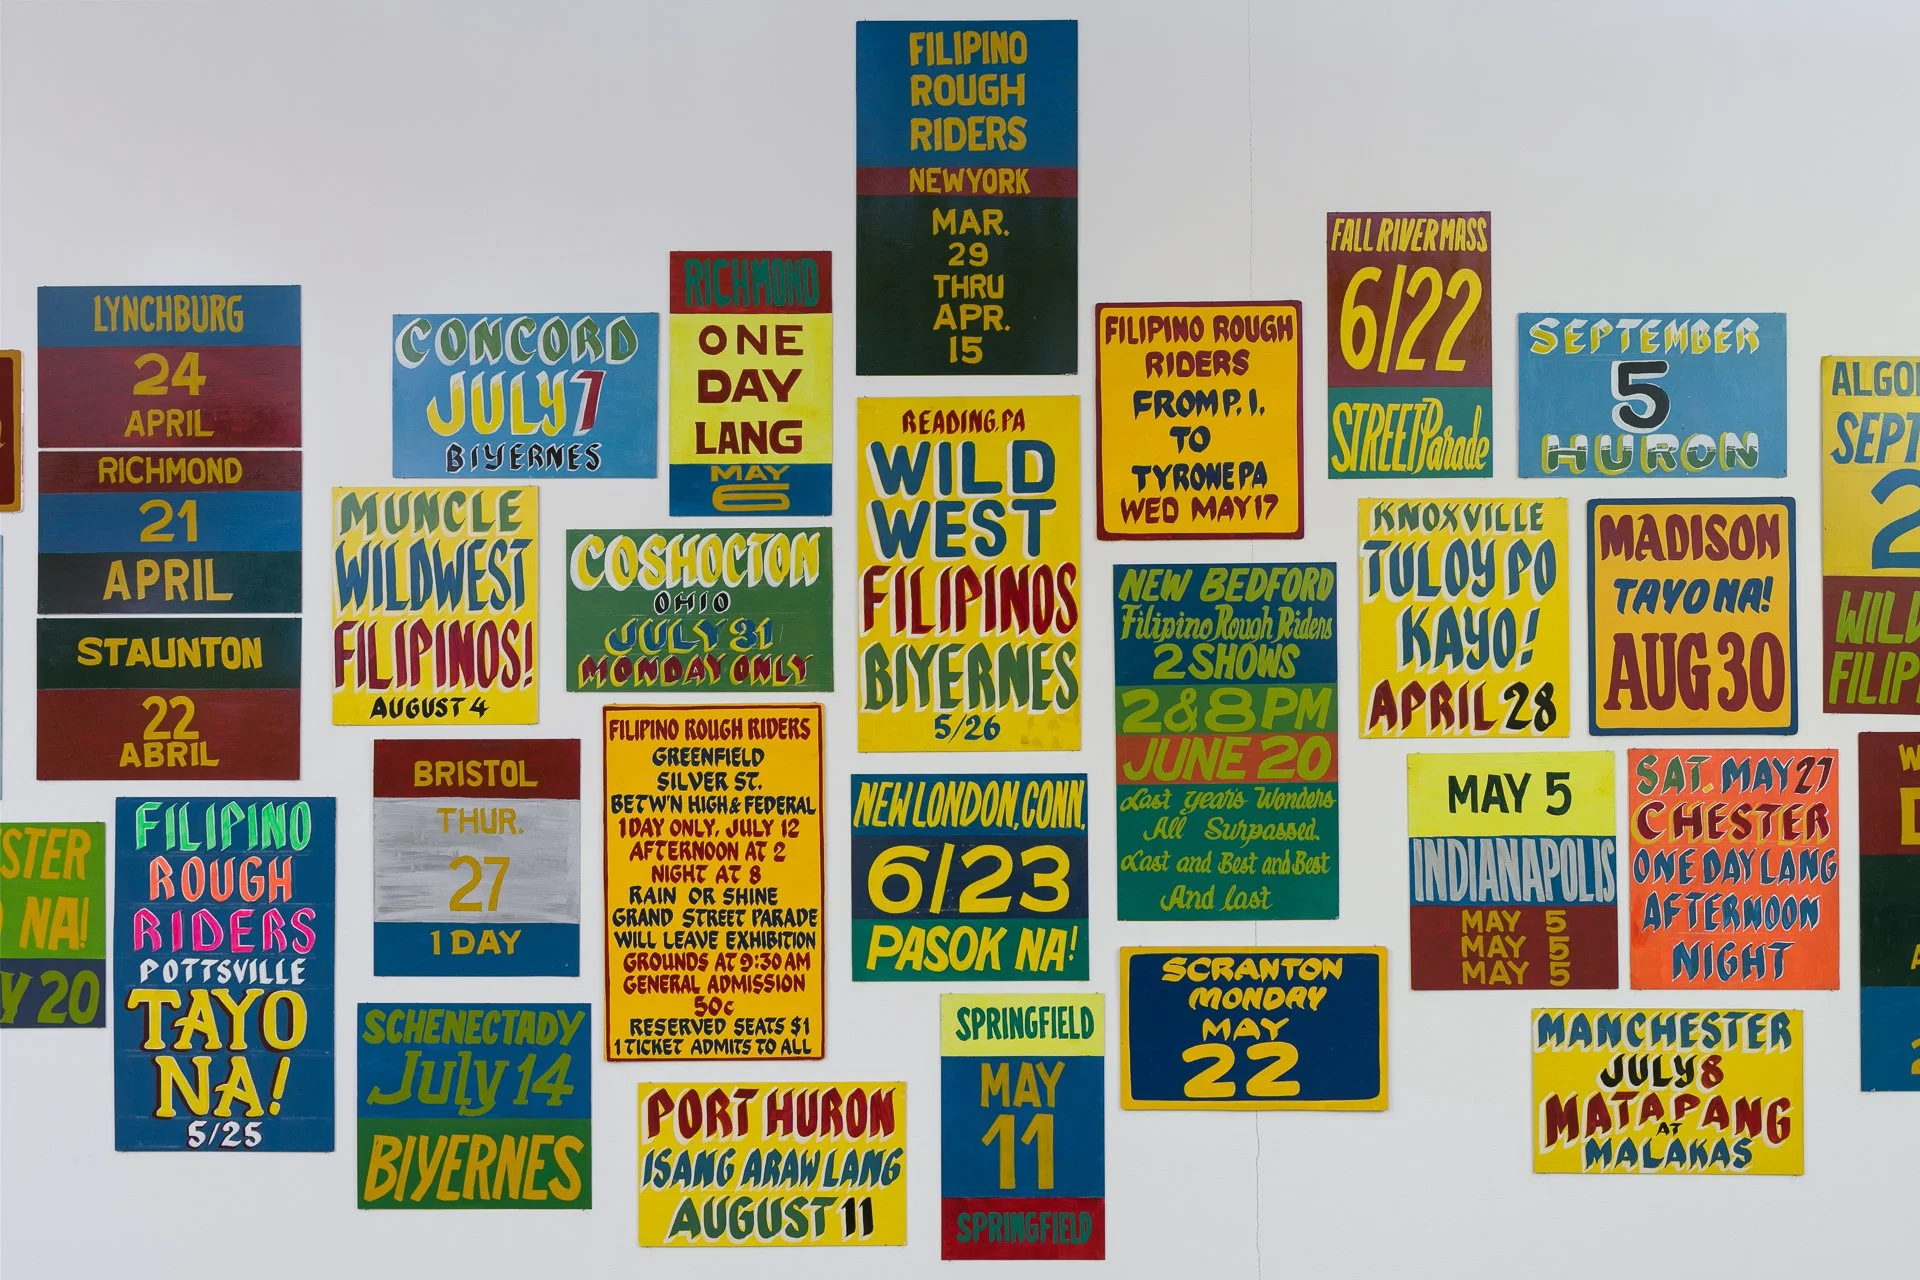 FILIPINO
ROUGH
RIDERS
NEWYORK
MAR.
29
THRU
APR.
15
FALL RIVER MASS
6/22
STREET Parade
RICHMOND
ONE
DAY
LANG
MAY
6
LYNCHBURG
24
APRIL
RICHMOND
21
APRIL
STAUNTON
22
ABRIL
CONCORD
JULY 7
BIYERNES
FILIPINO ROUGH
RIDERS
FROM P. I.
TO
TYRONE PA
WED MAY 17
SEPTEMBER
5
HURON
SEPT
2
READING, PA
WILD
WEST
FILIPINOS
BIYERNES
5/26
MUNCLE
WILDWEST
FILIPINOS!
AUGUST 4
COSHOCTON
OHIO
JULY 31
MONDAY ONLY
KNOXVILLE
TULOY PO
KAYO!
APRIL 28
MADISON
TAYO NA!
AUG 30
NEW BEDFORD
Filipino Rough Riders
2 SHOWS
2 & 8 PM
JUNE 20
Last year's Wonders
All Surpassed.
Last and Best and Best
And last
FILIPINO ROUGH RIDERS
GREENFIELD
SILVER ST.
BETW'N HIGH & FEDERAL
1 DAY ONLY, JULY 12
AFTERNOON AT 2
NIGHT AT 8
RAIN OR SHINE
GRAND STREET PARADE
WILL LEAVE EXHIBITION
GROUNDS AT 9:30 AM
GENERAL ADMISSION
50c
RESERVED SEATS $1
1 TICKET ADMITS TO ALL
BRISTOL
THUR.
27
1 DAY
NEW LONDON, CONN.
6/23
PASOK NA!
MAY 5
INDIANAPOLIS
MAY 5
MAY 5
MAY 5
SAT. MAY 27
CHESTER
ONE DAY LANG
AFTERNOON
NIGHT
NA!
20
FILIPINO
ROUGH
RIDERS
POTTSVILLE
TAYO
NA!
5/25
SCRANTON
MONDAY
MAY
22
SPRINGFIELD
MAY
11
SPRINGFIELD
SCHENECTADY
July 14
BIYERNES
MANCHESTER
JULY 8
MATAPANG
AT
MALAKAS
PORT HURON
ISANG ARAW LANG
AUGUST 11